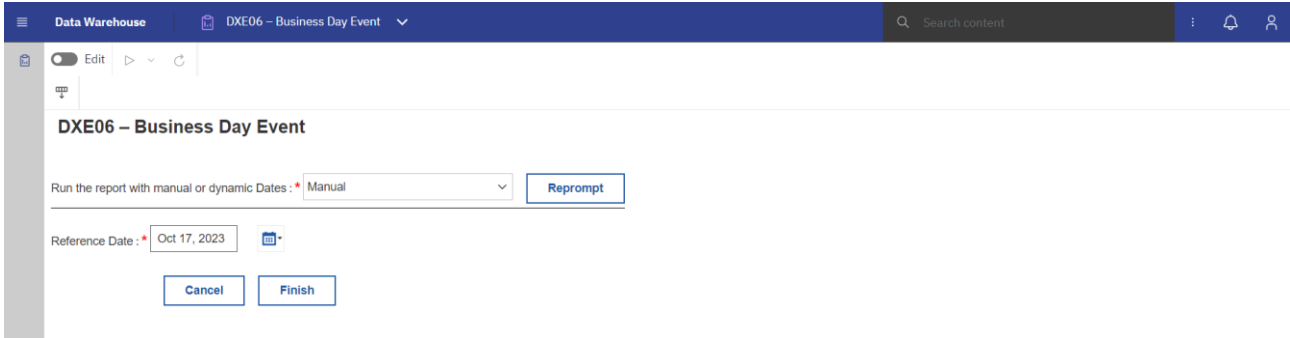 Data Warehouse DXE06 – Business Day Event Search content
Edit
DXE06 – Business Day Event
Run the report with manual or dynamic Dates : * Manual Reprompt
Reference Date : * Oct 17, 2023
Cancel Finish